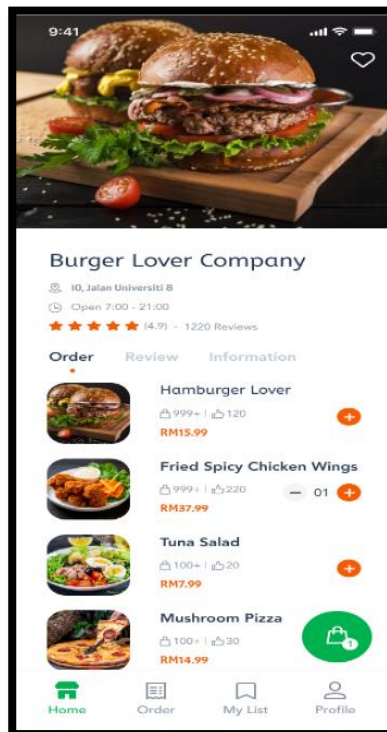 9:41
Burger Lover Company
10, Jalan Universiti 8
Open 7:00 - 21:00
(4.9) - 1220 Reviews
Order Review Information
Hamburger Lover
999+ | 120
RM15.99
Fried Spicy Chicken Wings
999+ | 220
01
RM37.99
Tuna Salad
100+ | 20
RM7.99
Mushroom Pizza
100+ | 30
1
RM14.99
Home Order My List Profile